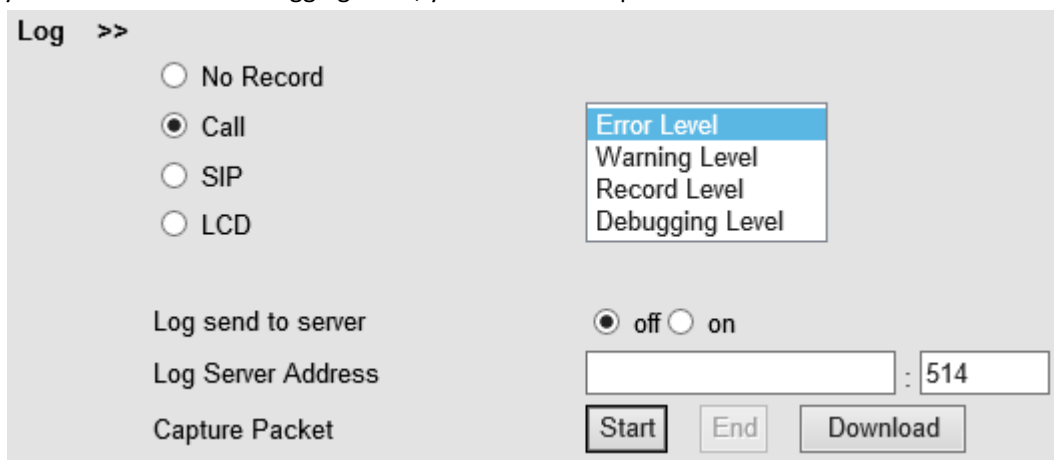 Log >>
No Record
Call
SIP
LCD
Error Level
Warning Level
Record Level
Debugging Level
Log send to server off on
Log Server Address : 514
Capture Packet Start End Download